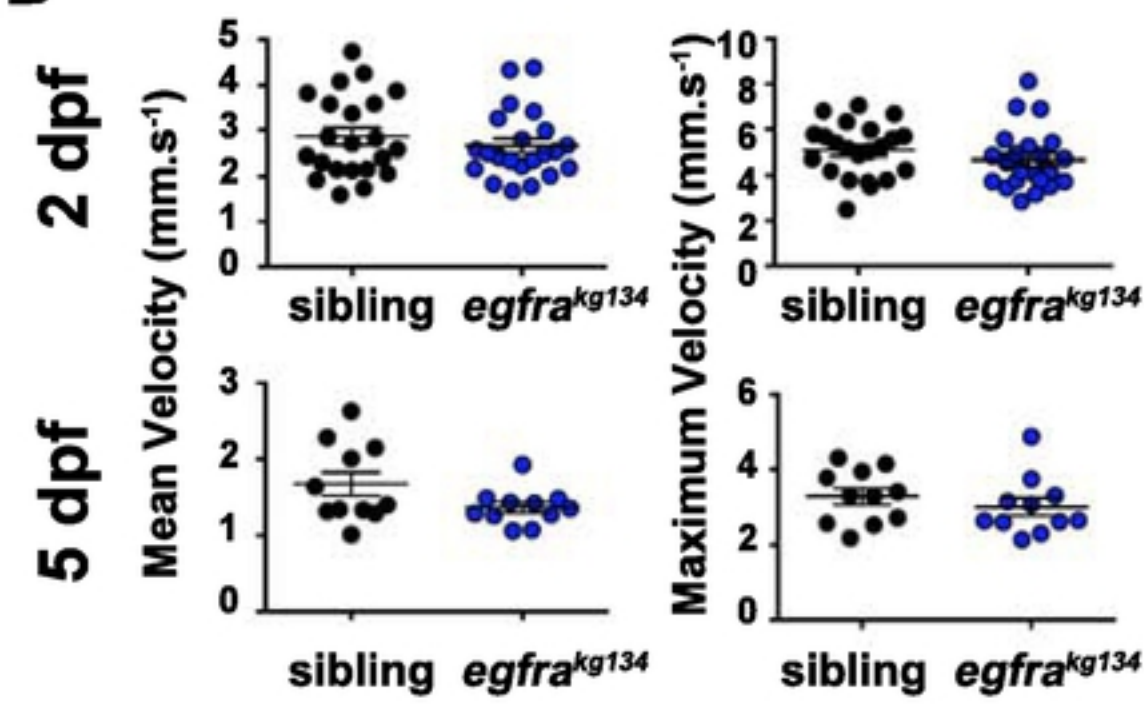 2 dpf
Mean Velocity (mm.s-1)
5
4
3
2
1
0
sibling egfrakg134
Maximum Velocity (mm.s-1)
10
8
6
4
2
0
sibling egfrakg134
5 dpf
3
2
1
0
sibling egfrakg134
6
4
2
0
sibling egfrakg134